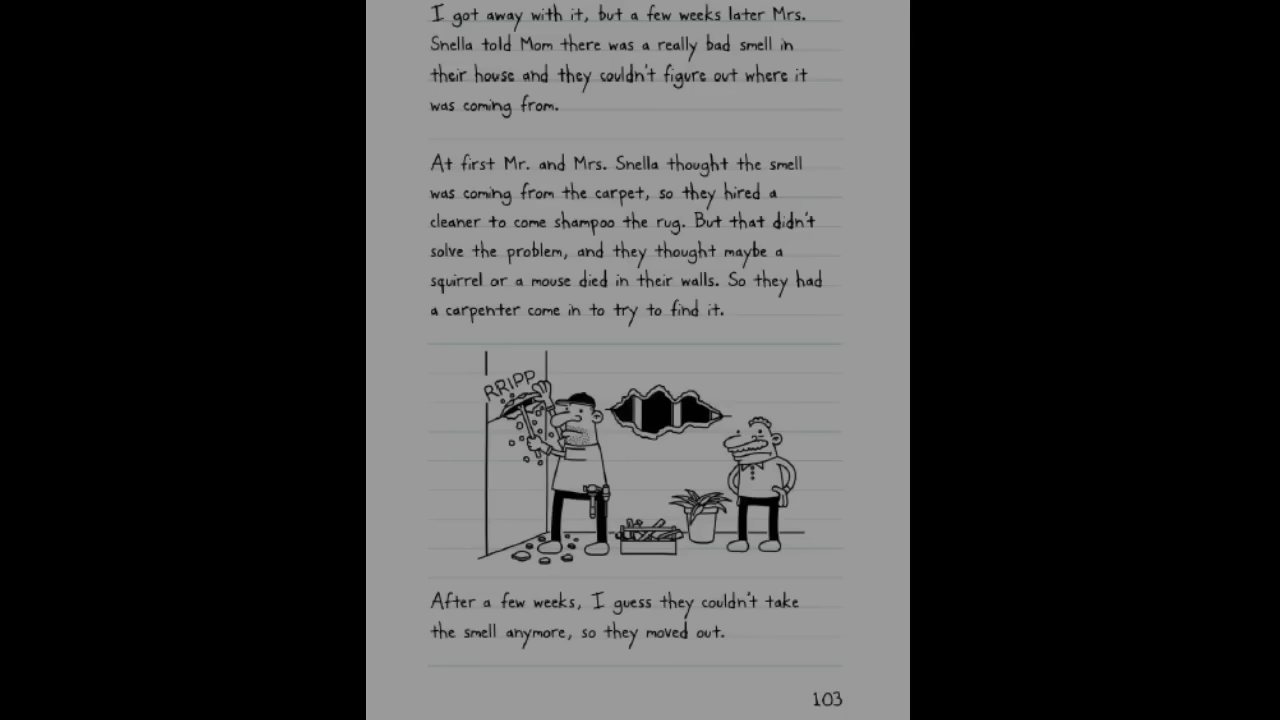 I got away with it, but a few weeks later Mrs.
Snella told Mom there was a really bad smell in
their house and they couldn't figure out where it
was coming from.
At first Mr. and Mrs. Snella thought the smell
was coming from the carpet, so they hired a
cleaner to come shampoo the rug. But that didn't
solve the problem, and they thought maybe a
squirrel or a mouse died in their walls. So they had
a carpenter come in to try to find it.
RRIPP
After a few weeks, I guess they couldn't take
the smell anymore, so they moved out.
103